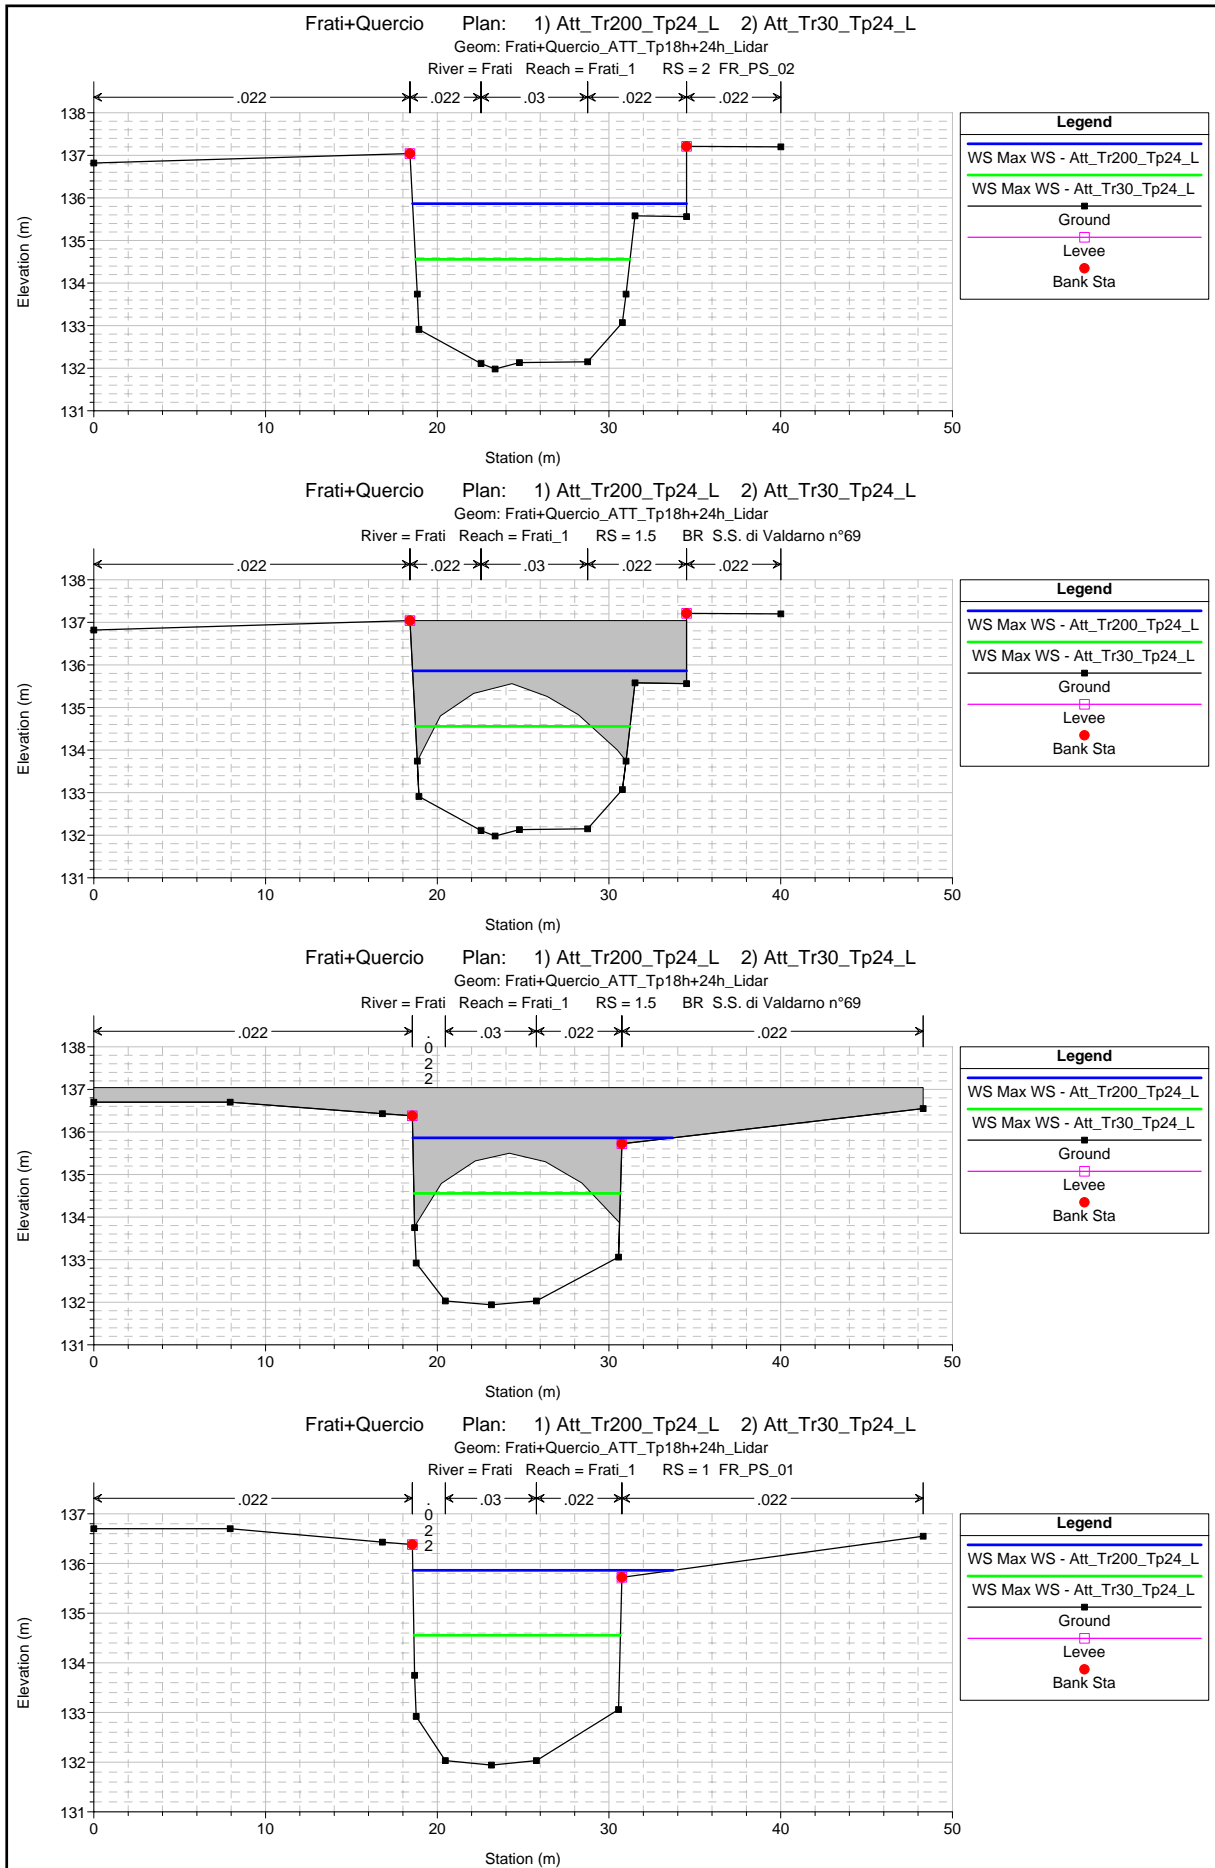 Frati+Quercio Plan: 1) Att_Tr200_Tp24_L 2) Att_Tr30_Tp24_L
Geom: Frati+Quercio_ATT_Tp18h+24h_Lidar
River = Frati Reach = Frati_1 RS = 2 FR_PS_02
.022 .022 .03 .022 .022
138
137
136
135
134
133
132
131
Elevation (m)
0 10 20 30 40 50
Station (m)
Legend
WS Max WS - Att_Tr200_Tp24_L
WS Max WS - Att_Tr30_Tp24_L
Ground
Levee
Bank Sta
Frati+Quercio Plan: 1) Att_Tr200_Tp24_L 2) Att_Tr30_Tp24_L
Geom: Frati+Quercio_ATT_Tp18h+24h_Lidar
River = Frati Reach = Frati_1 RS = 1.5 BR S.S. di Valdarno n°69
.022 .022 .03 .022 .022
138
137
136
135
134
133
132
131
Elevation (m)
0 10 20 30 40 50
Station (m)
Legend
WS Max WS - Att_Tr200_Tp24_L
WS Max WS - Att_Tr30_Tp24_L
Ground
Levee
Bank Sta
Frati+Quercio Plan: 1) Att_Tr200_Tp24_L 2) Att_Tr30_Tp24_L
Geom: Frati+Quercio_ATT_Tp18h+24h_Lidar
River = Frati Reach = Frati_1 RS = 1.5 BR S.S. di Valdarno n°69
.022 .022 .03 .022 .022
138
137
136
135
134
133
132
131
Elevation (m)
0 10 20 30 40 50
Station (m)
Legend
WS Max WS - Att_Tr200_Tp24_L
WS Max WS - Att_Tr30_Tp24_L
Ground
Levee
Bank Sta
Frati+Quercio Plan: 1) Att_Tr200_Tp24_L 2) Att_Tr30_Tp24_L
Geom: Frati+Quercio_ATT_Tp18h+24h_Lidar
River = Frati Reach = Frati_1 RS = 1 FR_PS_01
.022 .022 .03 .022 .022
137
136
135
134
133
132
131
Elevation (m)
0 10 20 30 40 50
Station (m)
Legend
WS Max WS - Att_Tr200_Tp24_L
WS Max WS - Att_Tr30_Tp24_L
Ground
Levee
Bank Sta